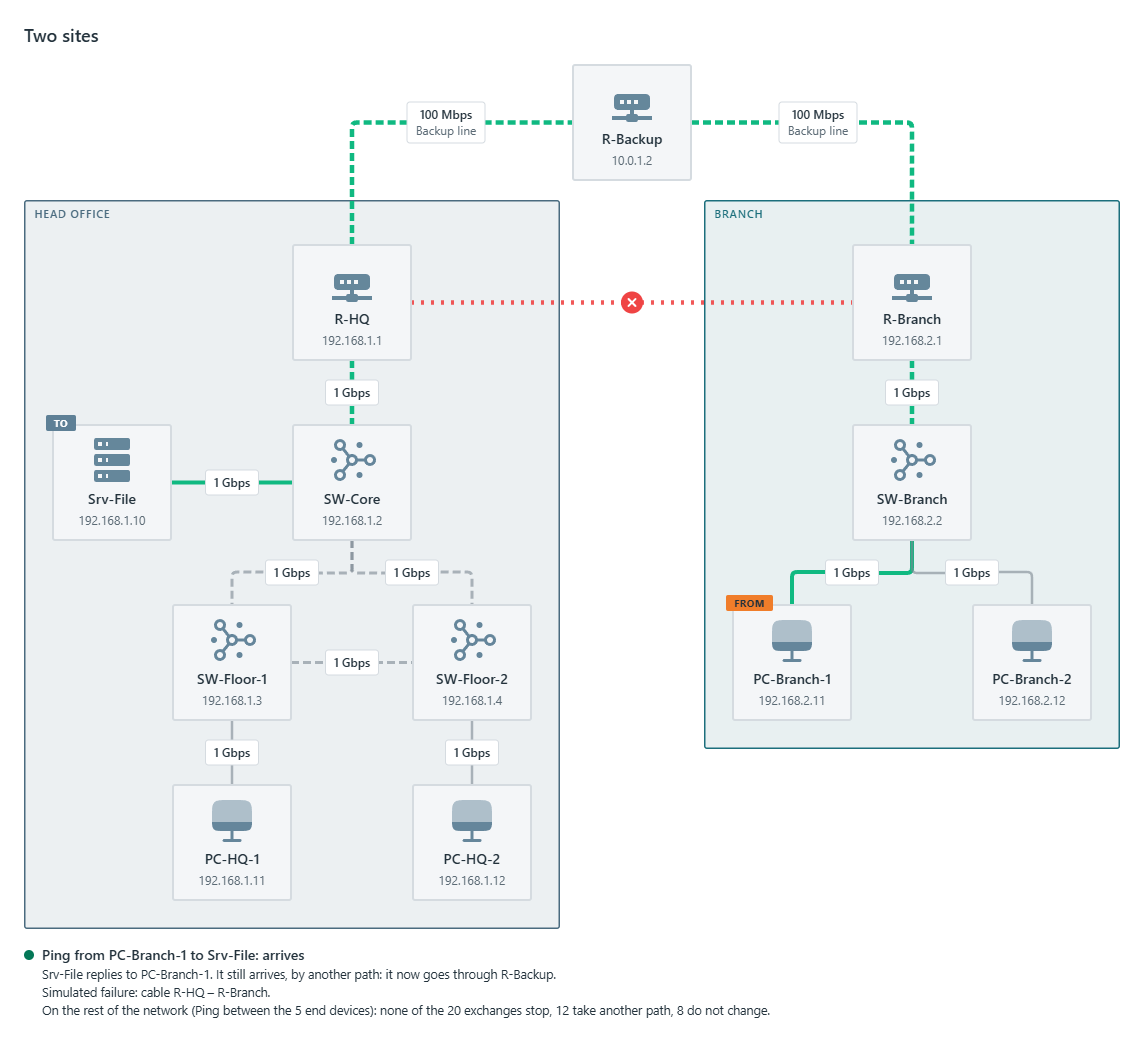 Two sites
100 Mbps
Backup line
R-Backup
10.0.1.2
100 Mbps
Backup line
HEAD OFFICE
BRANCH
R-HQ
192.168.1.1
R-Branch
192.168.2.1
1 Gbps
1 Gbps
TO
Srv-File
192.168.1.10
1 Gbps
SW-Core
192.168.1.2
SW-Branch
192.168.2.2
1 Gbps
1 Gbps
1 Gbps
1 Gbps
FROM
SW-Floor-1
192.168.1.3
1 Gbps
SW-Floor-2
192.168.1.4
PC-Branch-1
192.168.2.11
PC-Branch-2
192.168.2.12
1 Gbps
1 Gbps
PC-HQ-1
192.168.1.11
PC-HQ-2
192.168.1.12
Ping from PC-Branch-1 to Srv-File: arrives
Srv-File replies to PC-Branch-1. It still arrives, by another path: it now goes through R-Backup.
Simulated failure: cable R-HQ – R-Branch.
On the rest of the network (Ping between the 5 end devices): none of the 20 exchanges stop, 12 take another path, 8 do not change.